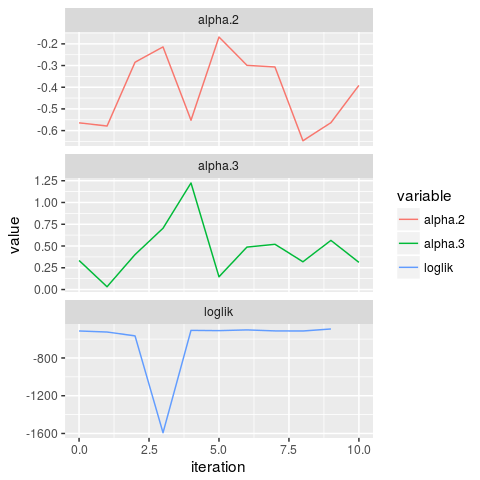 alpha.2
-0.2
-0.3
-0.4
-0.5
-0.6
alpha.3
1.25
1.00
0.75
0.50
0.25
0.00
loglik
-800
-1200
-1600
0.0 2.5 5.0 7.5 10.0
iteration
value
variable
alpha.2
alpha.3
loglik